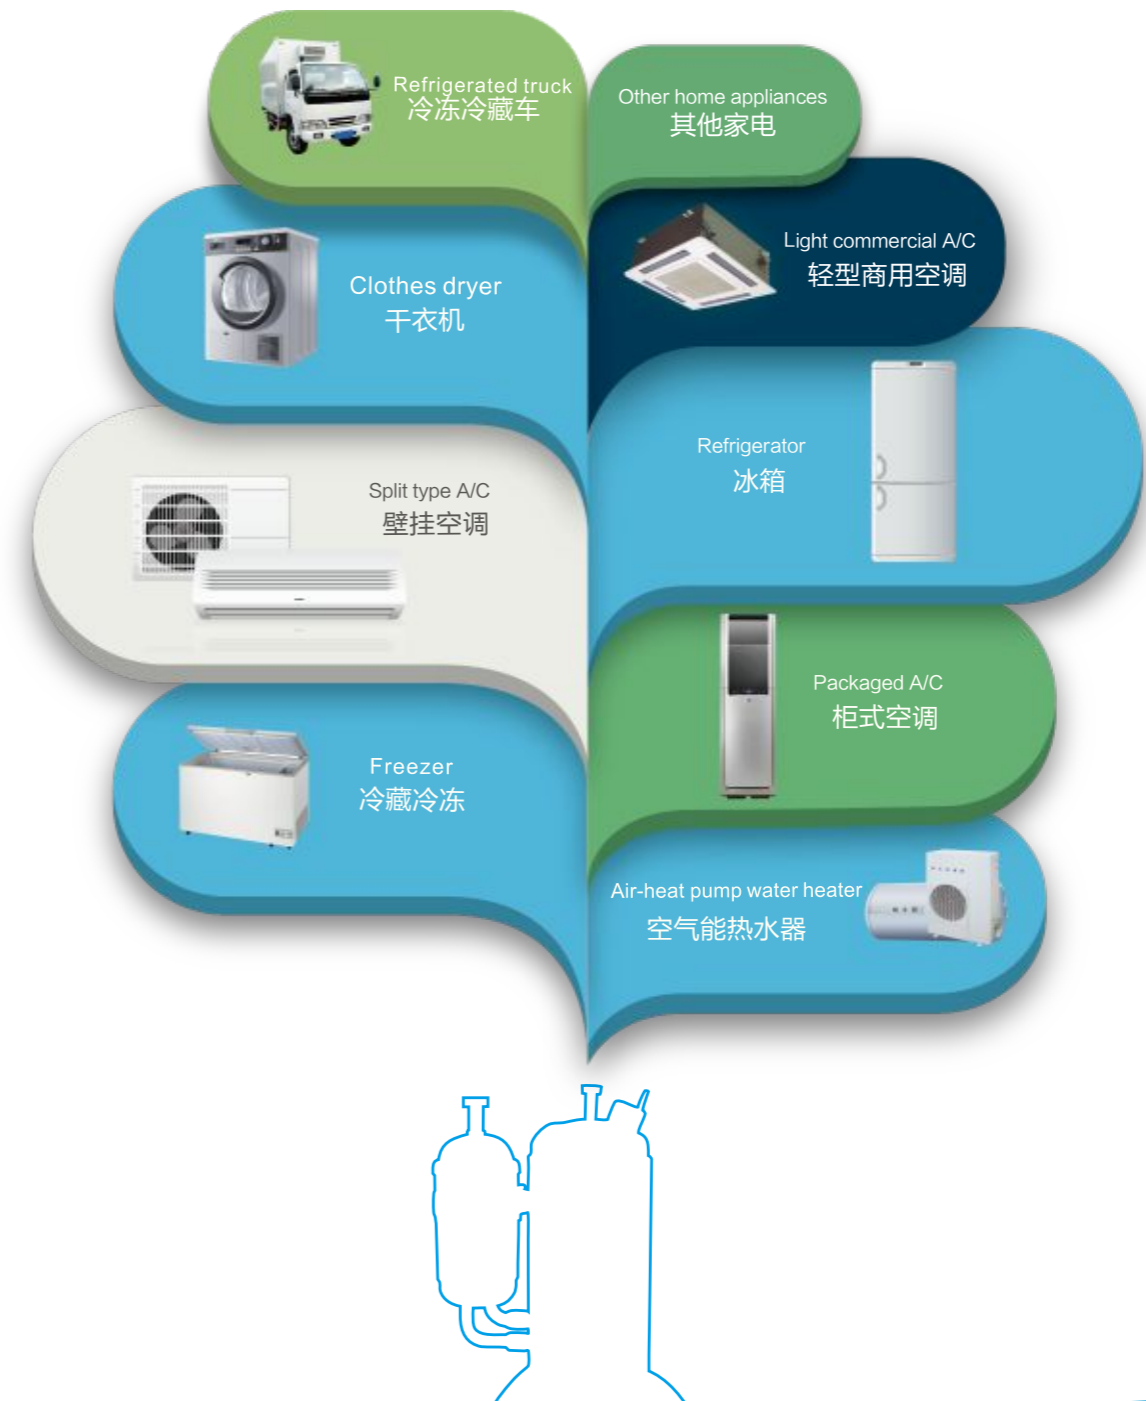 Refrigerated truck
冷冻冷藏车
Other home appliances
其他家电
Light commercial A/C
轻型商用空调
Clothes dryer
干衣机
Refrigerator
冰箱
Split type A/C
壁挂空调
Packaged A/C
柜式空调
Freezer
冷藏冷冻
Air-heat pump water heater
空气能热水器